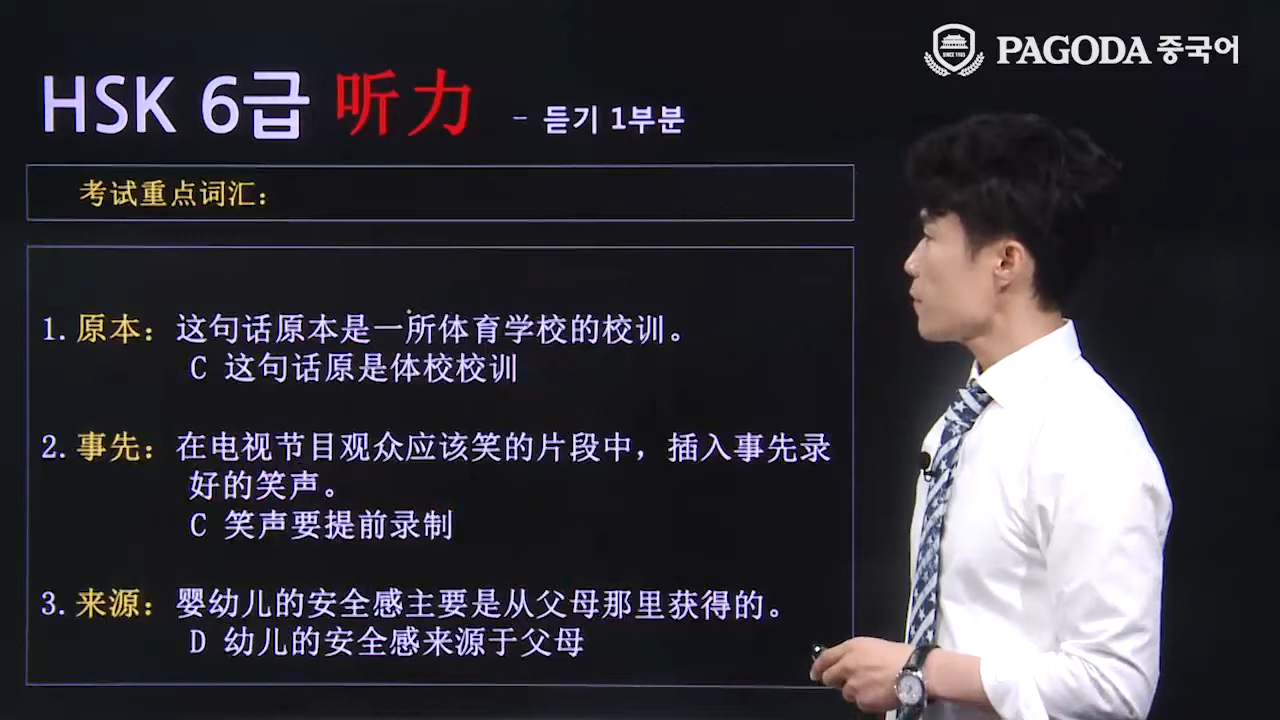 PAGODA 중국어
SINCE 1983
HSK 6급 听力 - 듣기 1부분
考试重点词汇：
1. 原本：这句话原本是一所体育学校的校训。
C 这句话原是体校校训
2. 事先：在电视节目观众应该笑的片段中，插入事先录
好的笑声。
C 笑声要提前录制
3. 来源：婴幼儿的安全感主要是从父母那里获得的。
D 幼儿的安全感来源于父母